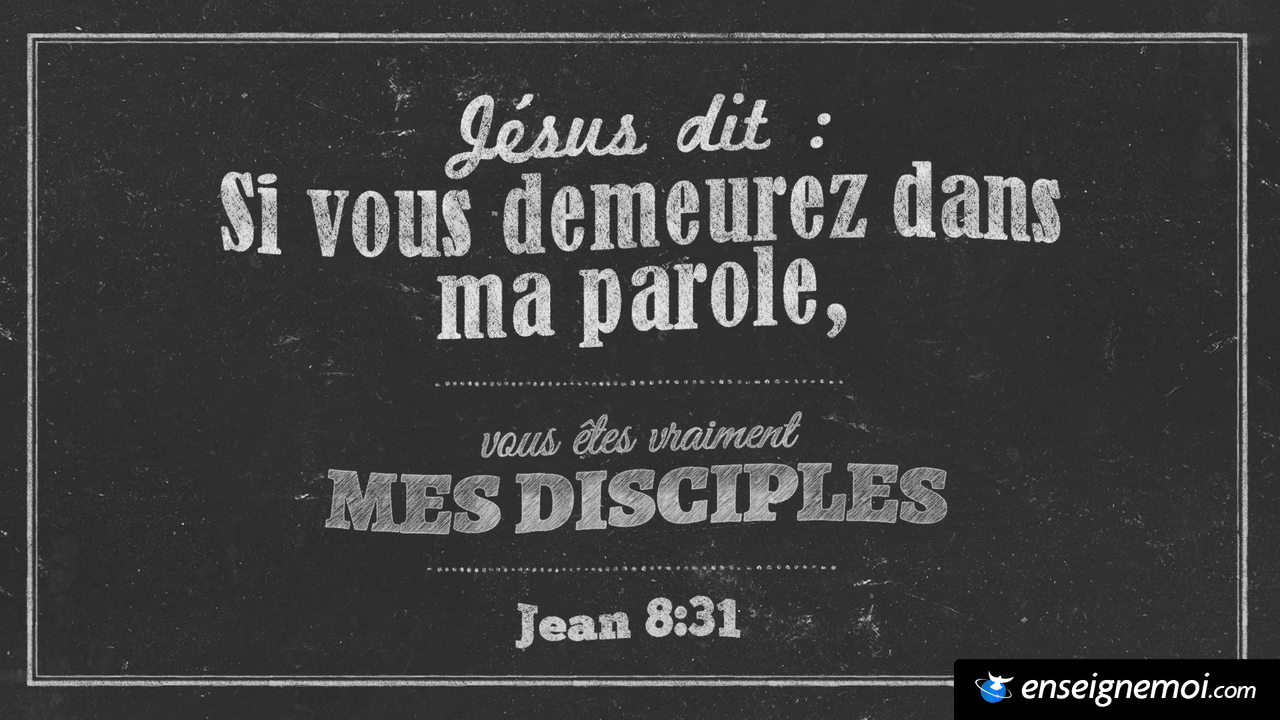 Jésus dit :
Si vous demeurez dans
ma parole,
vous êtes vraiment
MES DISCIPLES
Jean 8:31
enseignemoi.com